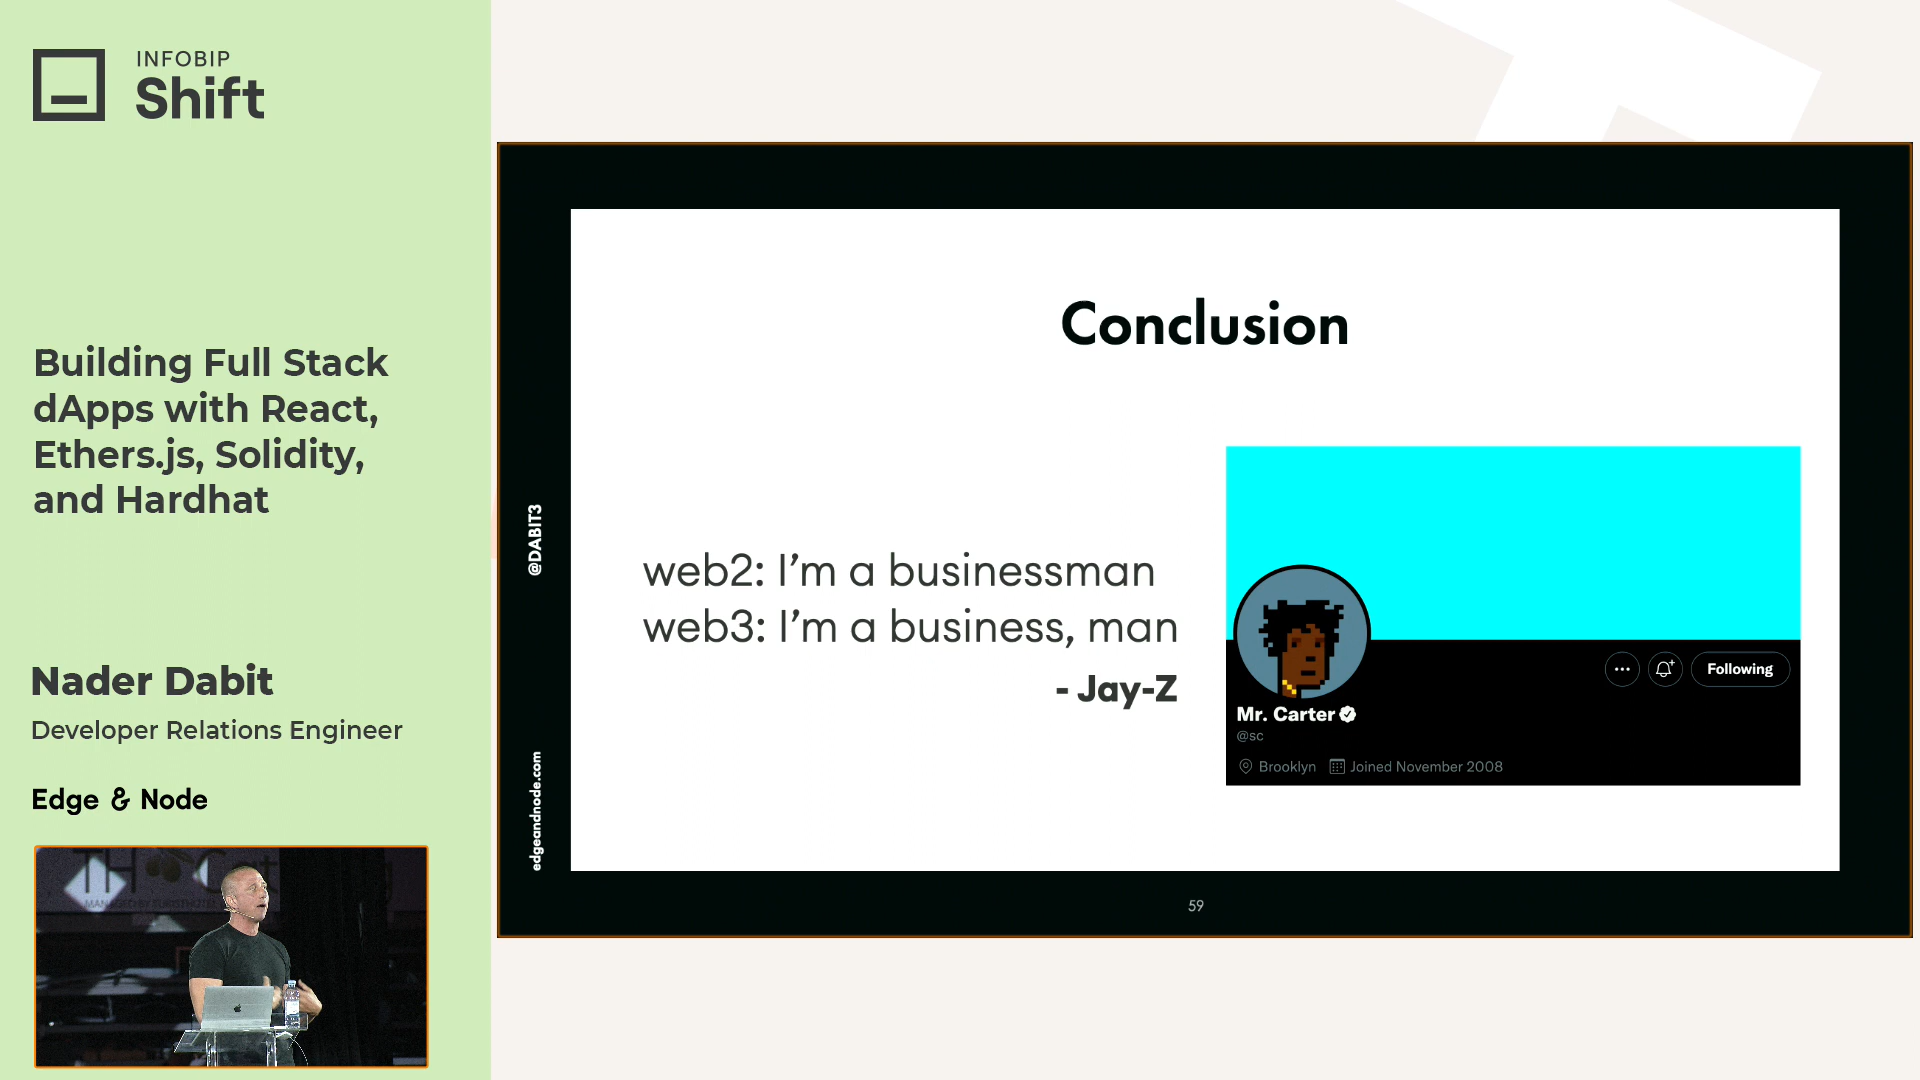 INFOBIP
Shift
Building Full Stack
dApps with React,
Ethers.js, Solidity,
and Hardhat
Nader Dabit
Developer Relations Engineer
Edge & Node
@DABIT3
edgeandnode.com
Conclusion
web2: I’m a businessman
web3: I’m a business, man
- Jay-Z
Following
Mr. Carter
@sc
Brooklyn Joined November 2008
59